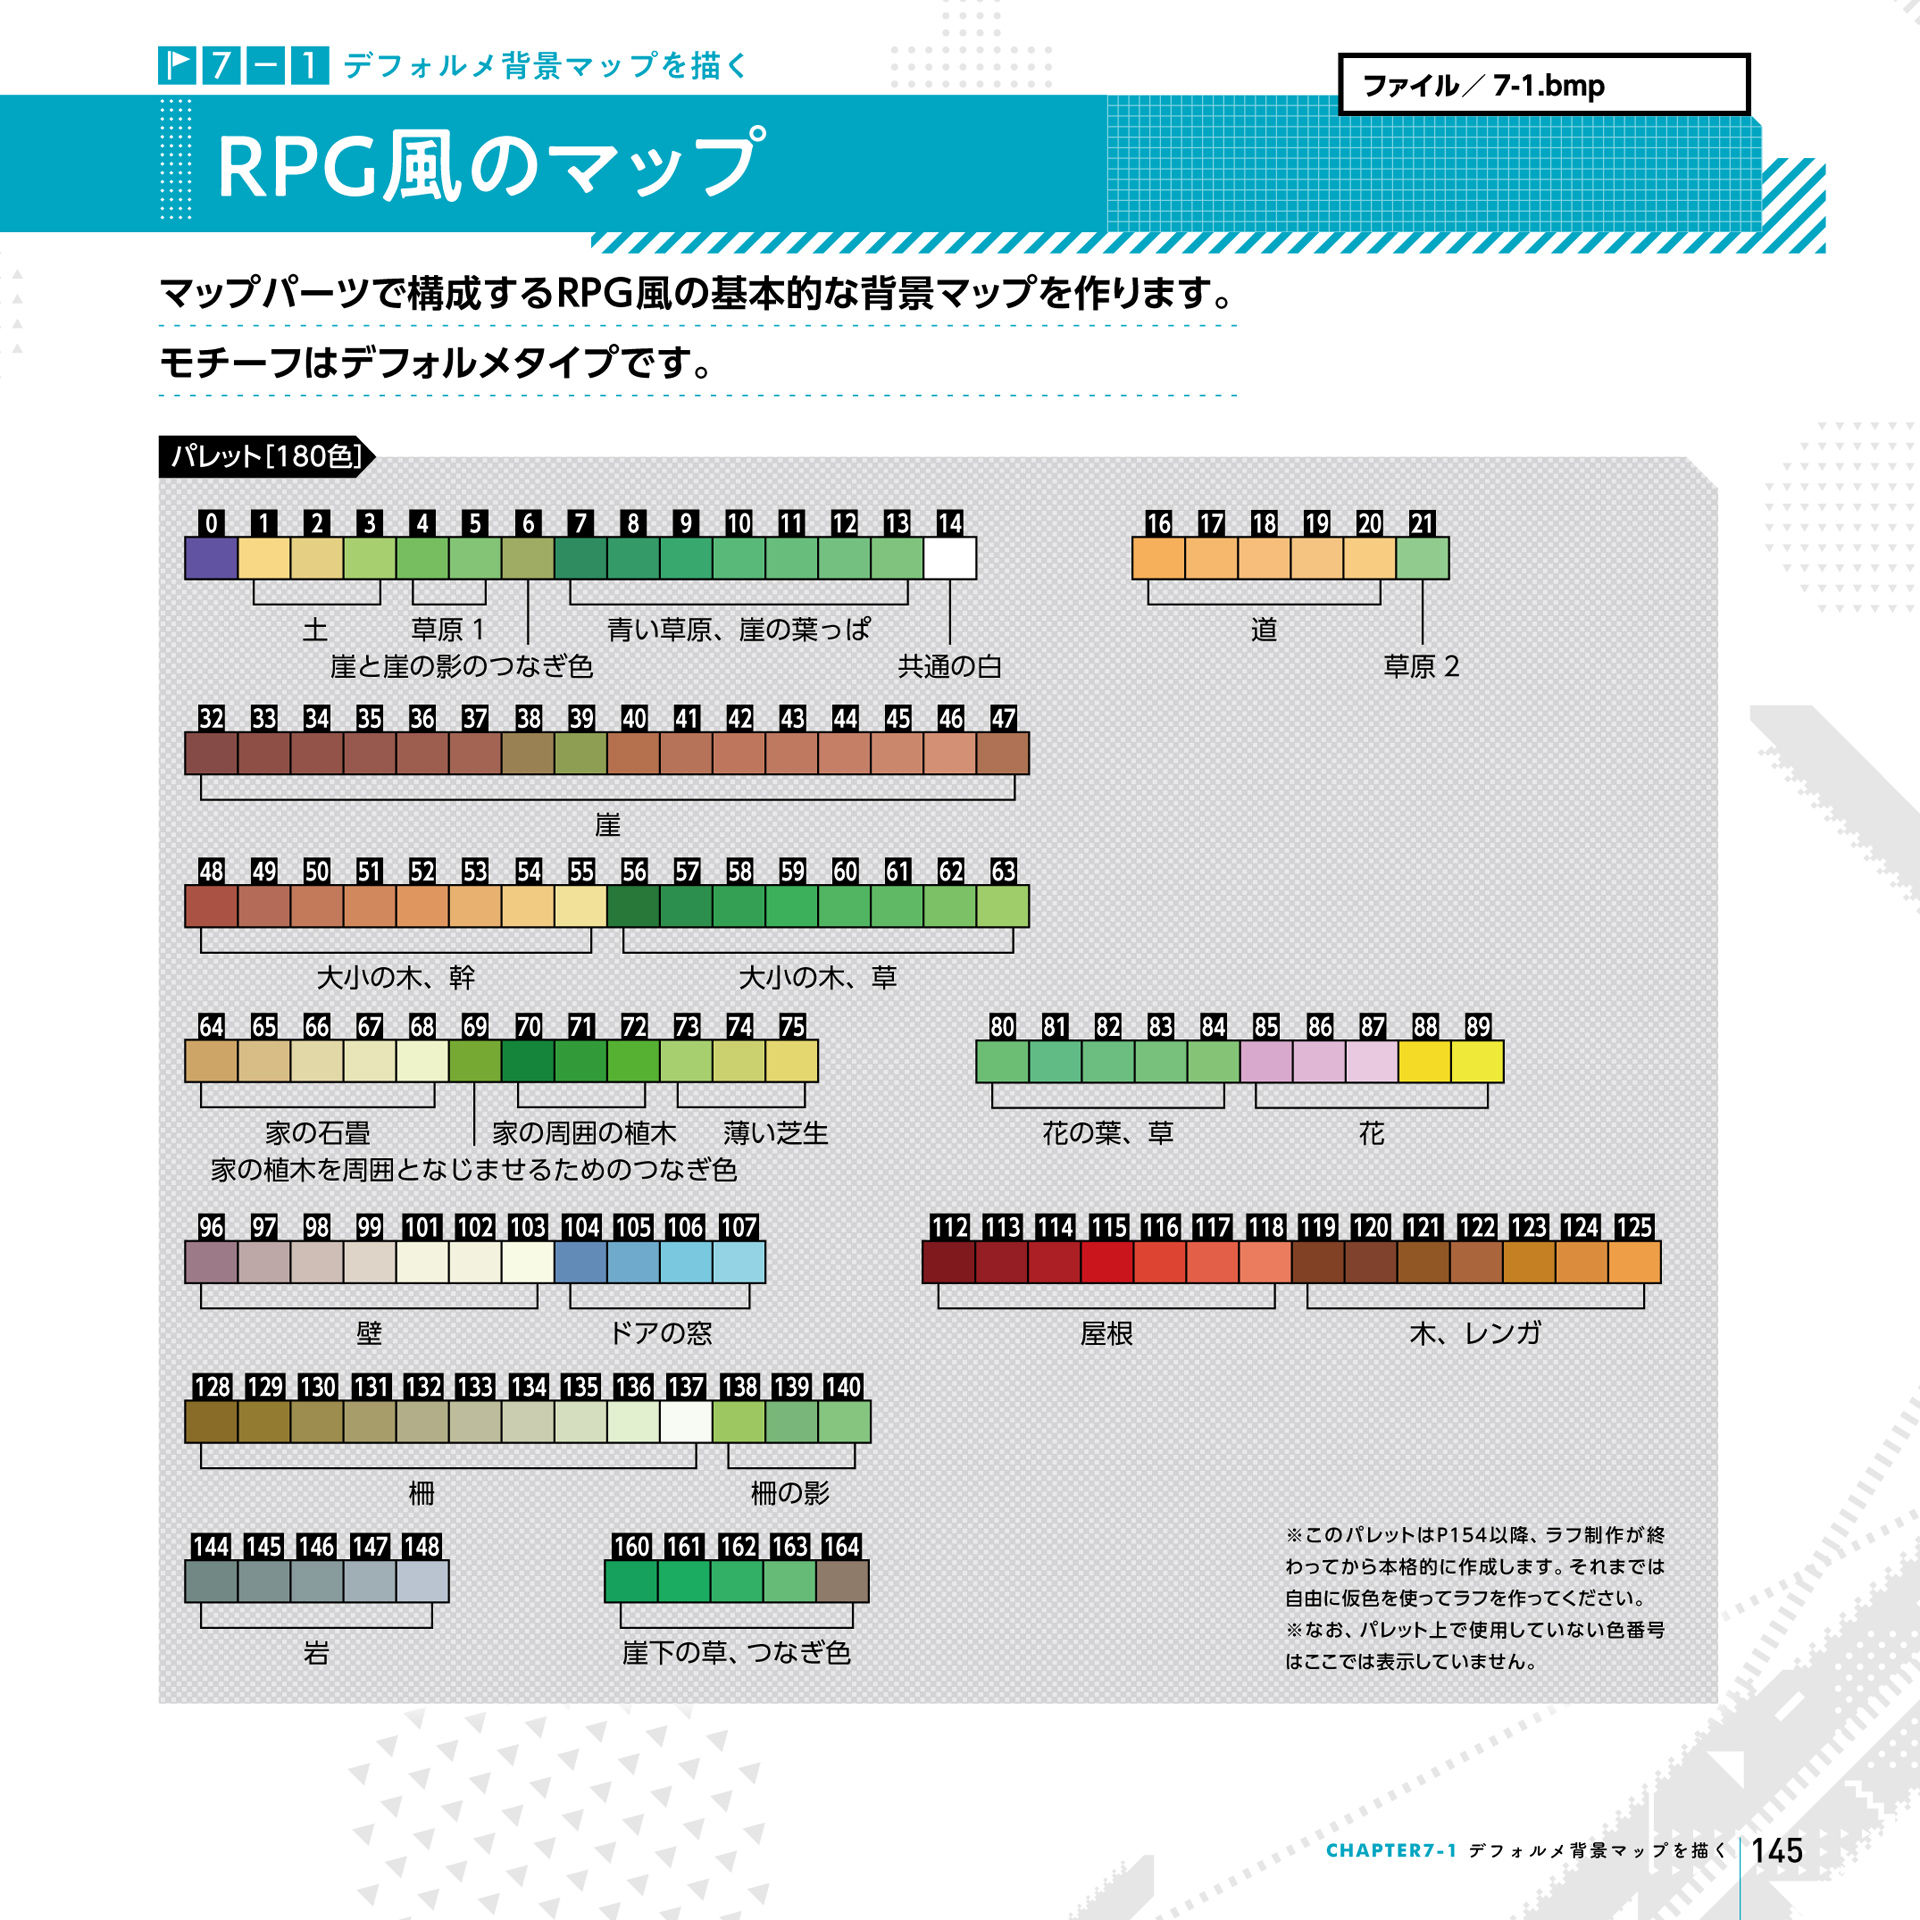 7-1 デフォルメ背景マップを描く
ファイル／7-1.bmp
RPG風のマップ
マップパーツで構成するRPG風の基本的な背景マップを作ります。
モチーフはデフォルメタイプです。
パレット[180色]
0 1 2 3 4 5 6 7 8 9 10 11 12 13 14
土 草原 1 青い草原、崖の葉っぱ
崖と崖の影のつなぎ色 共通の白
16 17 18 19 20 21
道
草原 2
32 33 34 35 36 37 38 39 40 41 42 43 44 45 46 47
崖
48 49 50 51 52 53 54 55 56 57 58 59 60 61 62 63
大小の木、幹 大小の木、草
64 65 66 67 68 69 70 71 72 73 74 75
家の石畳 家の周囲の植木 薄い芝生
家の植木を周囲となじませるためのつなぎ色
80 81 82 83 84 85 86 87 88 89
花の葉、草 花
96 97 98 99 101 102 103 104 105 106 107
壁 ドアの窓
112 113 114 115 116 117 118 119 120 121 122 123 124 125
屋根 木、レンガ
128 129 130 131 132 133 134 135 136 137 138 139 140
柵 柵の影
144 145 146 147 148
岩
160 161 162 163 164
崖下の草、つなぎ色
※このパレットはP154以降、ラフ制作が終
わってから本格的に作成します。それまでは
自由に仮色を使ってラフを作ってください。
※なお、パレット上で使用していない色番号
はここでは表示していません。
CHAPTER7-1 デフォルメ背景マップを描く 145